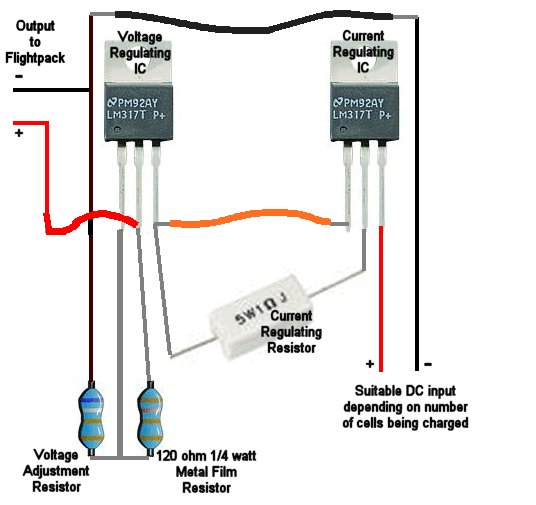 Output
to
Flightpack
-
+
Voltage
Regulating
IC
PM92AY
LM317T P+
Current
Regulating
IC
PM92AY
LM317T P+
5W1ΩJ
Current
Regulating
Resistor
+
-
Suitable DC input
depending on number
of cells being charged
Voltage
Adjustment
Resistor
120 ohm 1/4 watt
Metal Film
Resistor